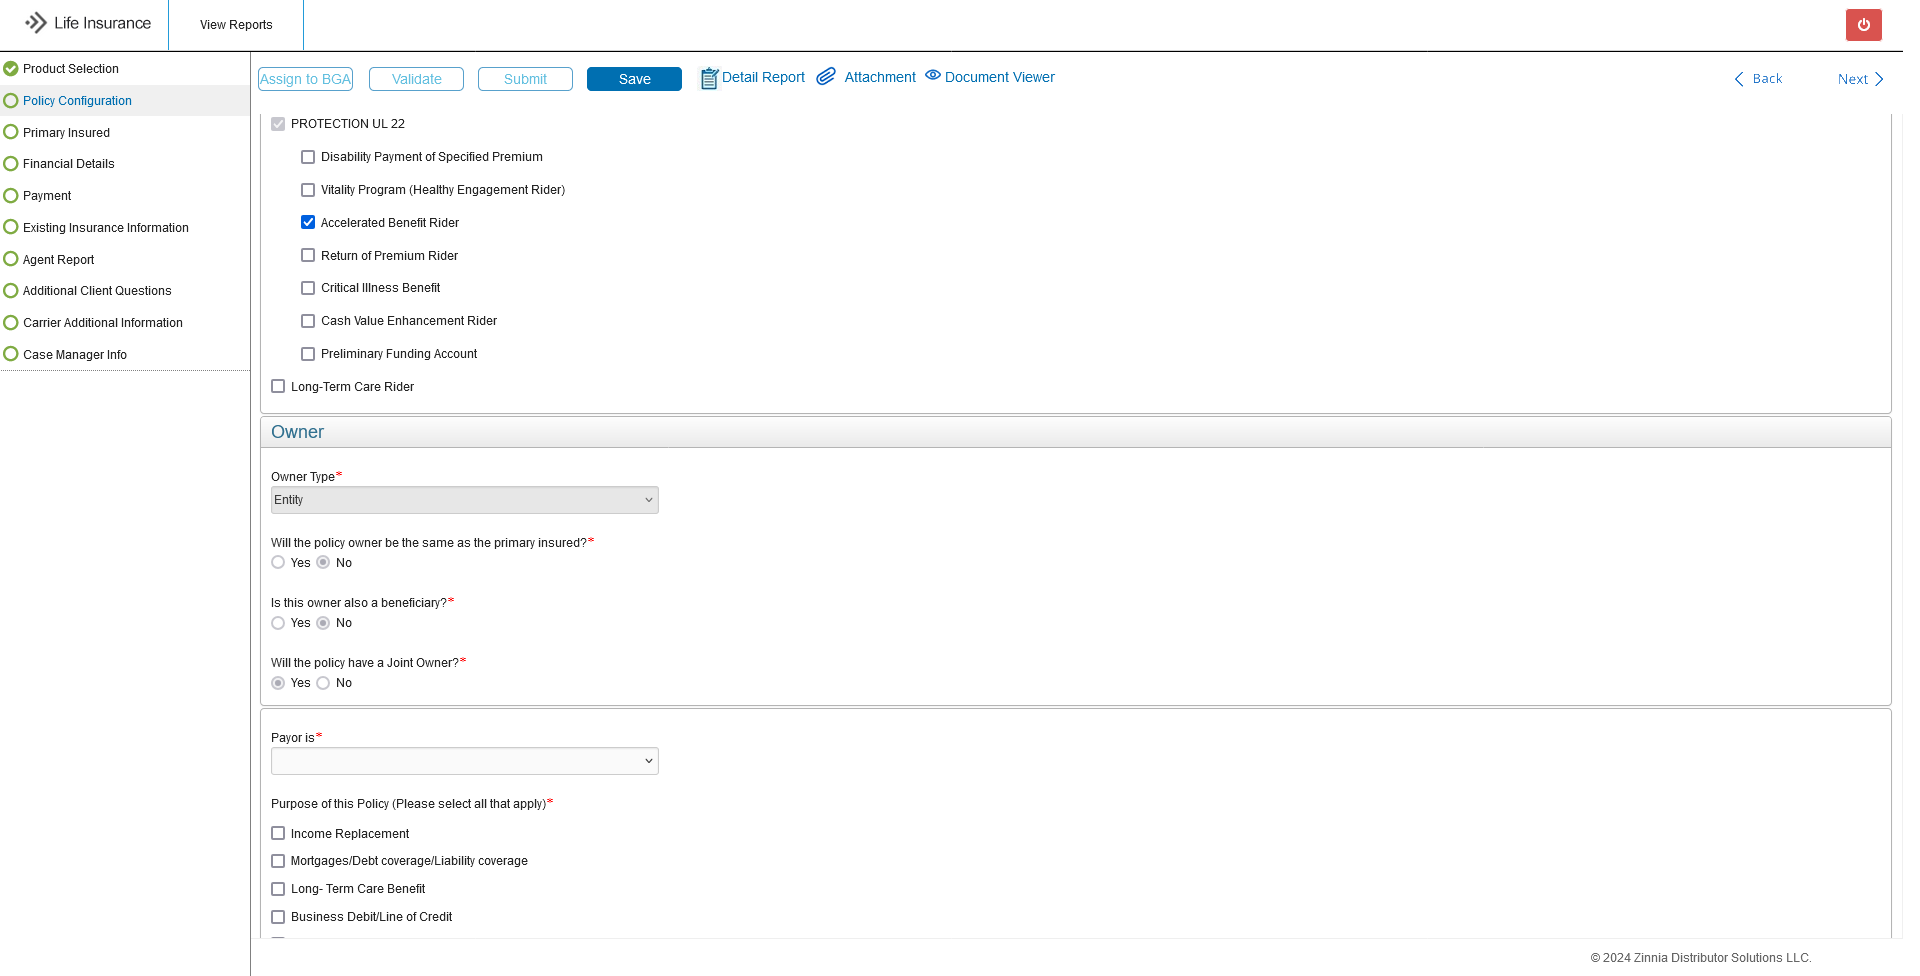 Life Insurance
View Reports
Product Selection
Policy Configuration
Primary Insured
Financial Details
Payment
Existing Insurance Information
Agent Report
Additional Client Questions
Carrier Additional Information
Case Manager Info
Assign to BGA
Validate
Submit
Save
Detail Report
Attachment
Document Viewer
Back
Next
PROTECTION UL 22
Disability Payment of Specified Premium
Vitality Program (Healthy Engagement Rider)
Accelerated Benefit Rider
Return of Premium Rider
Critical Illness Benefit
Cash Value Enhancement Rider
Preliminary Funding Account
Long-Term Care Rider
Owner
Owner Type*
Entity
Will the policy owner be the same as the primary insured?*
Yes No
Is this owner also a beneficiary?*
Yes No
Will the policy have a Joint Owner?*
Yes No
Payor is*
Purpose of this Policy (Please select all that apply)*
Income Replacement
Mortgages/Debt coverage/Liability coverage
Long- Term Care Benefit
Business Debit/Line of Credit
© 2024 Zinnia Distributor Solutions LLC.